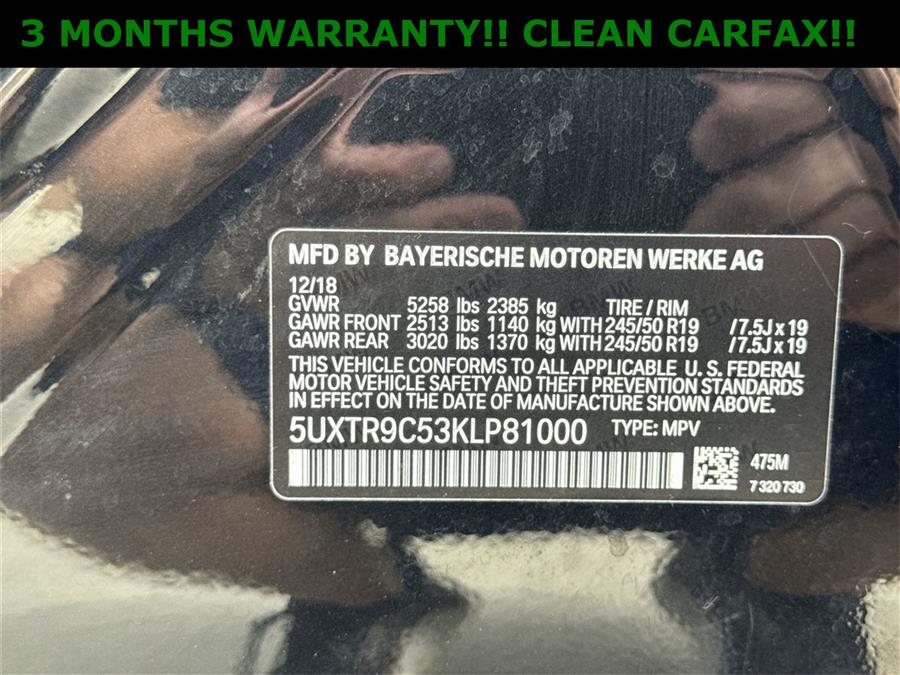 3 MONTHS WARRANTY!! CLEAN CARFAX!!
MFD BY BAYERISCHE MOTOREN WERKE AG
12/18
GVWR 5258 lbs 2385 kg TIRE / RIM
GAWR FRONT 2513 lbs 1140 kg WITH 245/50 R19 / 7.5J x 19
GAWR REAR 3020 lbs 1370 kg WITH 245/50 R19 / 7.5J x 19
THIS VEHICLE CONFORMS TO ALL APPLICABLE U. S. FEDERAL
MOTOR VEHICLE SAFETY AND THEFT PREVENTION STANDARDS
IN EFFECT ON THE DATE OF MANUFACTURE SHOWN ABOVE.
5UXTR9C53KLP81000 TYPE: MPV
475M
7 320 730